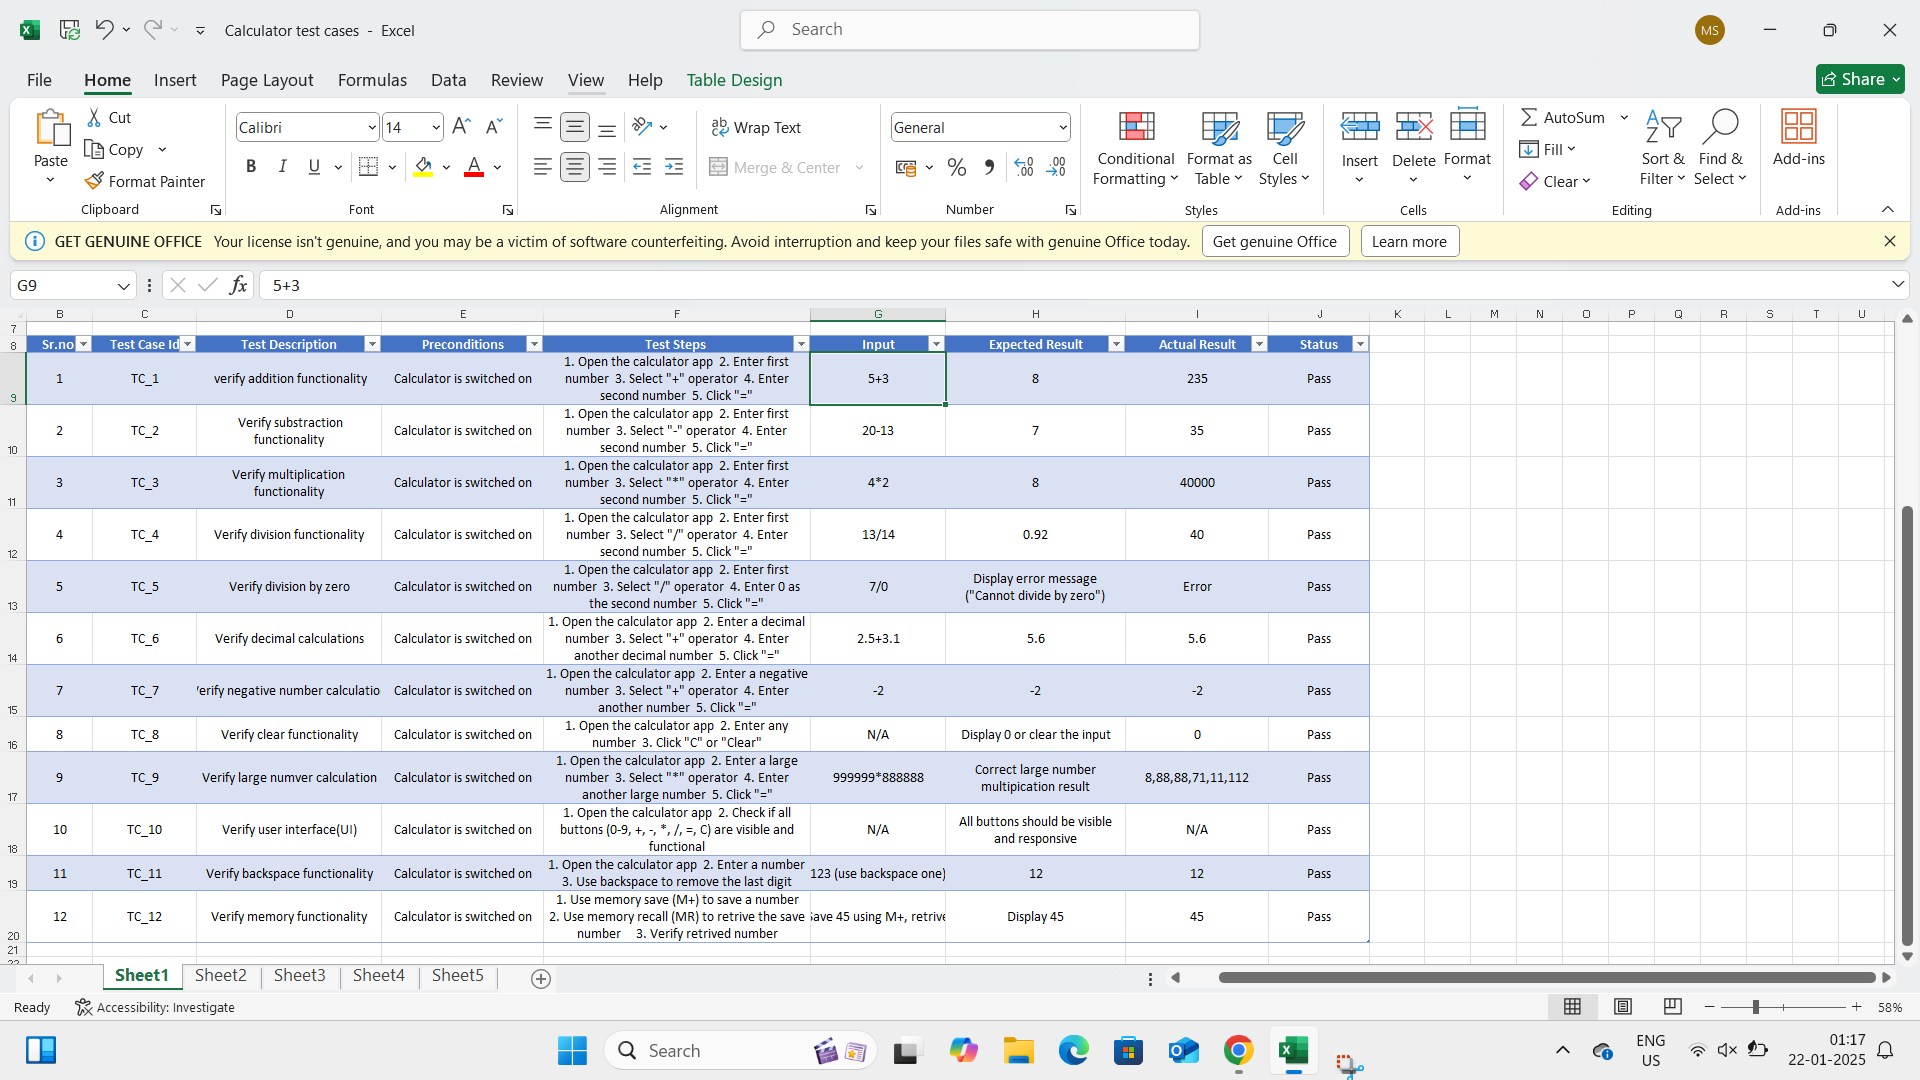 Calculator test cases - Excel
Search
MS
File Home Insert Page Layout Formulas Data Review View Help Table Design
Share
Paste
Cut
Copy
Format Painter
Clipboard
Calibri 14
B I U
Font
Wrap Text
Merge & Center
Alignment
General
Number
Conditional Formatting
Format as Table
Cell Styles
Styles
Insert Delete Format
Cells
AutoSum
Fill
Clear
Sort & Filter
Find & Select
Editing
Add-ins
Add-ins
GET GENUINE OFFICE Your license isn't genuine, and you may be a victim of software counterfeiting. Avoid interruption and keep your files safe with genuine Office today. Get genuine Office Learn more
G9 fx 5+3
B C D E F G H I J K L M N O P Q R S T U
7
8 Sr.no Test Case Id Test Description Preconditions Test Steps Input Expected Result Actual Result Status
9 1 TC_1 verify addition functionality Calculator is switched on 1. Open the calculator app 2. Enter first number 3. Select "+" operator 4. Enter second number 5. Click "=" 5+3 8 235 Pass
10 2 TC_2 Verify substraction functionality Calculator is switched on 1. Open the calculator app 2. Enter first number 3. Select "-" operator 4. Enter second number 5. Click "=" 20-13 7 35 Pass
11 3 TC_3 Verify multiplication functionality Calculator is switched on 1. Open the calculator app 2. Enter first number 3. Select "*" operator 4. Enter second number 5. Click "=" 4*2 8 40000 Pass
12 4 TC_4 Verify division functionality Calculator is switched on 1. Open the calculator app 2. Enter first number 3. Select "/" operator 4. Enter second number 5. Click "=" 13/14 0.92 40 Pass
13 5 TC_5 Verify division by zero Calculator is switched on 1. Open the calculator app 2. Enter first number 3. Select "/" operator 4. Enter 0 as the second number 5. Click "=" 7/0 Display error message ("Cannot divide by zero") Error Pass
14 6 TC_6 Verify decimal calculations Calculator is switched on 1. Open the calculator app 2. Enter a decimal number 3. Select "+" operator 4. Enter another decimal number 5. Click "=" 2.5+3.1 5.6 5.6 Pass
15 7 TC_7 erify negative number calculatio Calculator is switched on 1. Open the calculator app 2. Enter a negative number 3. Select "+" operator 4. Enter another number 5. Click "=" -2 -2 -2 Pass
16 8 TC_8 Verify clear functionality Calculator is switched on 1. Open the calculator app 2. Enter any number 3. Click "C" or "Clear" N/A Display 0 or clear the input 0 Pass
17 9 TC_9 Verify large numver calculation Calculator is switched on 1. Open the calculator app 2. Enter a large number 3. Select "*" operator 4. Enter another large number 5. Click "=" 999999*888888 Correct large number multipication result 8,88,88,71,11,112 Pass
18 10 TC_10 Verify user interface(UI) Calculator is switched on 1. Open the calculator app 2. Check if all buttons (0-9, +, -, *, /, =, C) are visible and functional N/A All buttons should be visible and responsive N/A Pass
19 11 TC_11 Verify backspace functionality Calculator is switched on 1. Open the calculator app 2. Enter a number 3. Use backspace to remove the last digit 123 (use backspace one) 12 12 Pass
20 12 TC_12 Verify memory functionality Calculator is switched on 1. Use memory save (M+) to save a number 2. Use memory recall (MR) to retrive the save number 3. Verify retrived number ave 45 using M+, retrive Display 45 45 Pass
21
Sheet1 Sheet2 Sheet3 Sheet4 Sheet5
Ready Accessibility: Investigate 58%
Search
ENG
US
01:17
22-01-2025